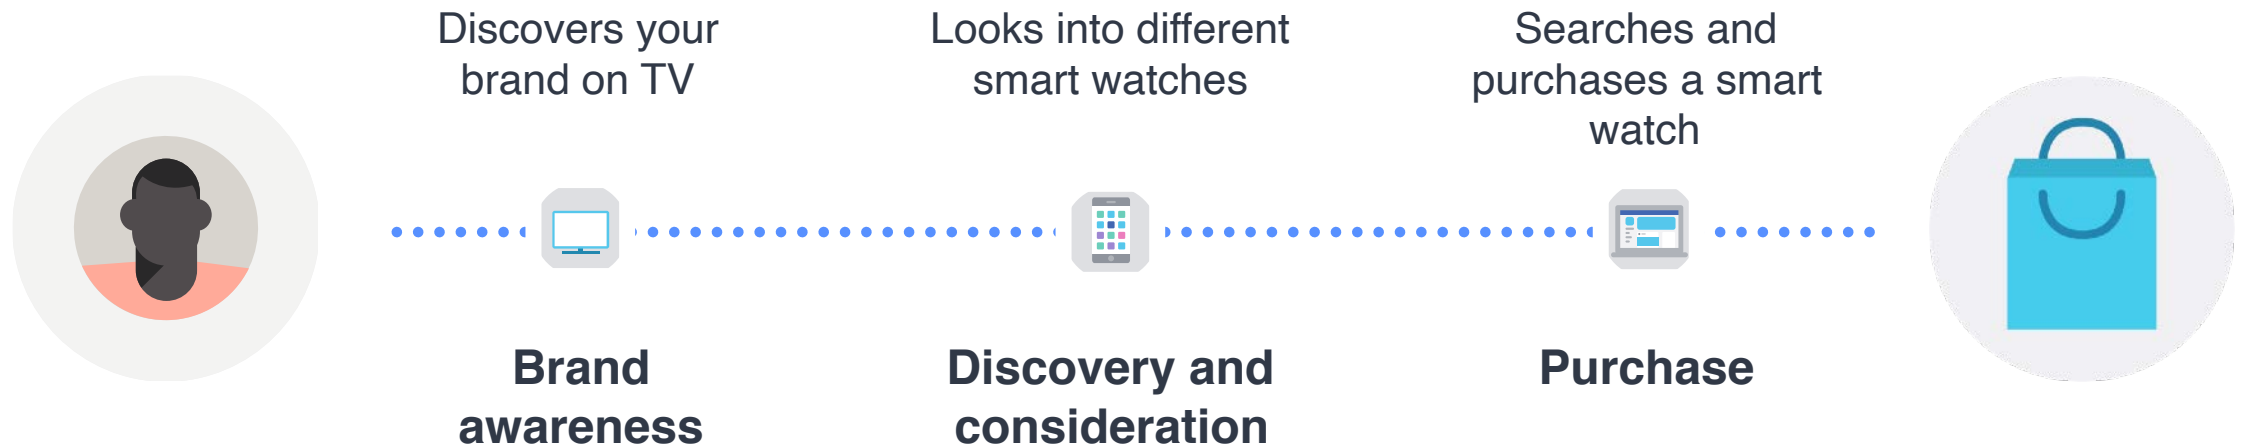 Discovers your
brand on TV
Looks into different
smart watches
Searches and
purchases a smart
watch
Brand
awareness
Discovery and
consideration
Purchase